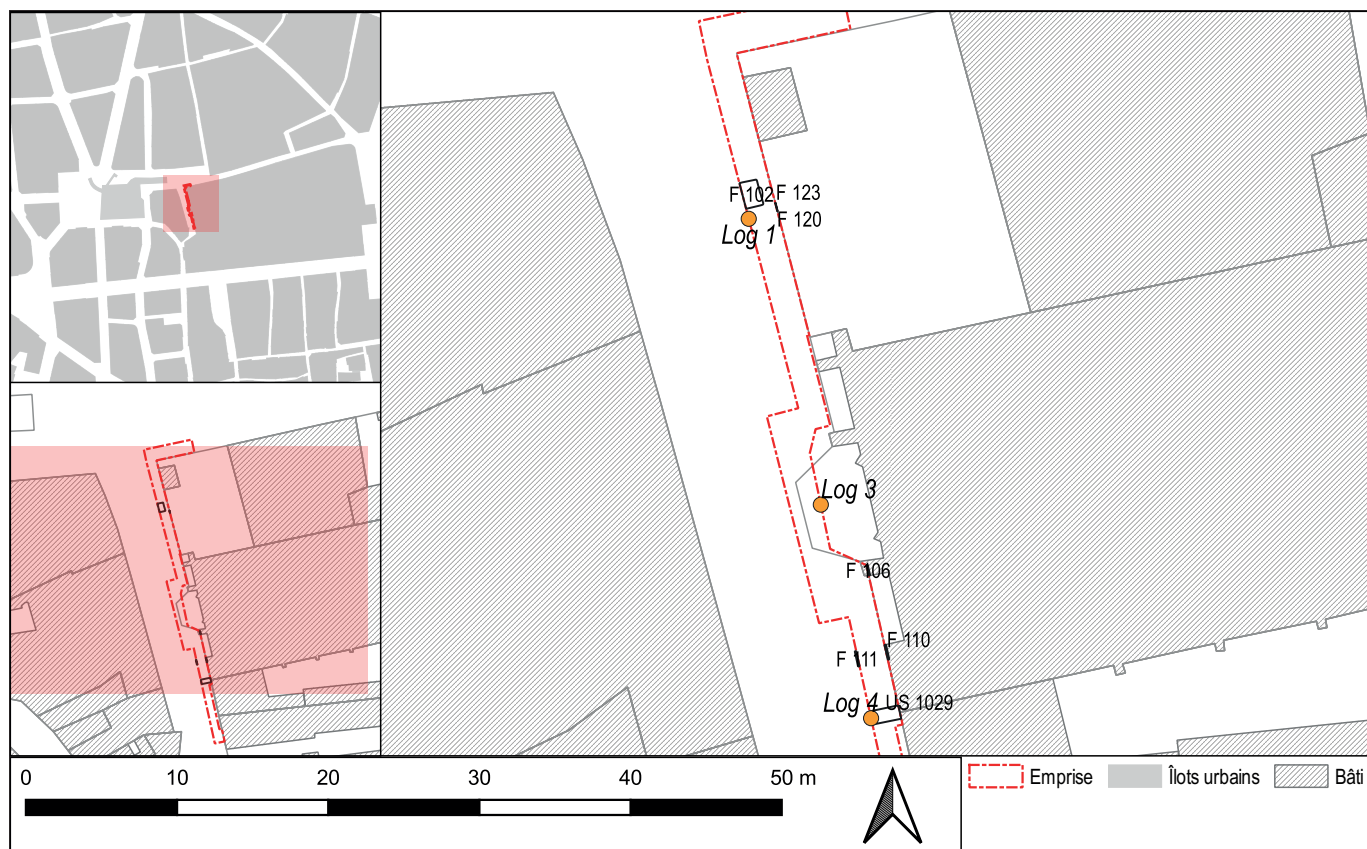 F 102
F 123
F 120
Log 1
Log 3
F 106
F 110
F 111
Log 4
US 1029
0 10 20 30 40 50 m
Emprise
Îlots urbains
Bâti